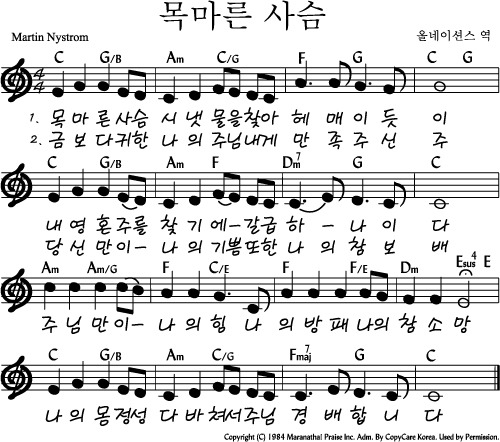 목마른 사슴
Martin Nystrom 올네이션스 역
C G/B Am C/G F G C G
1. 목마른사슴 시냇물을찾아 헤매이듯 이
2. 금보다귀한 나의주님내게 만족주신 주
C G/B Am F Dm7 G C
내영혼주를 찾기에-갈급 하-나이 다
당신만이- 나의기쁨또한 나의참보 배
Am Am/G F C/E F F/E Dm Esus4 E
주님만이- 나의힘 나의방패나의 참소망
C G/B Am C/G Fmaj7 G C
나의몸정성 다바쳐서주님 경배합니 다
Copyright (C) 1984 Maranatha! Praise Inc. Adm. By CopyCare Korea. Used by Permission.